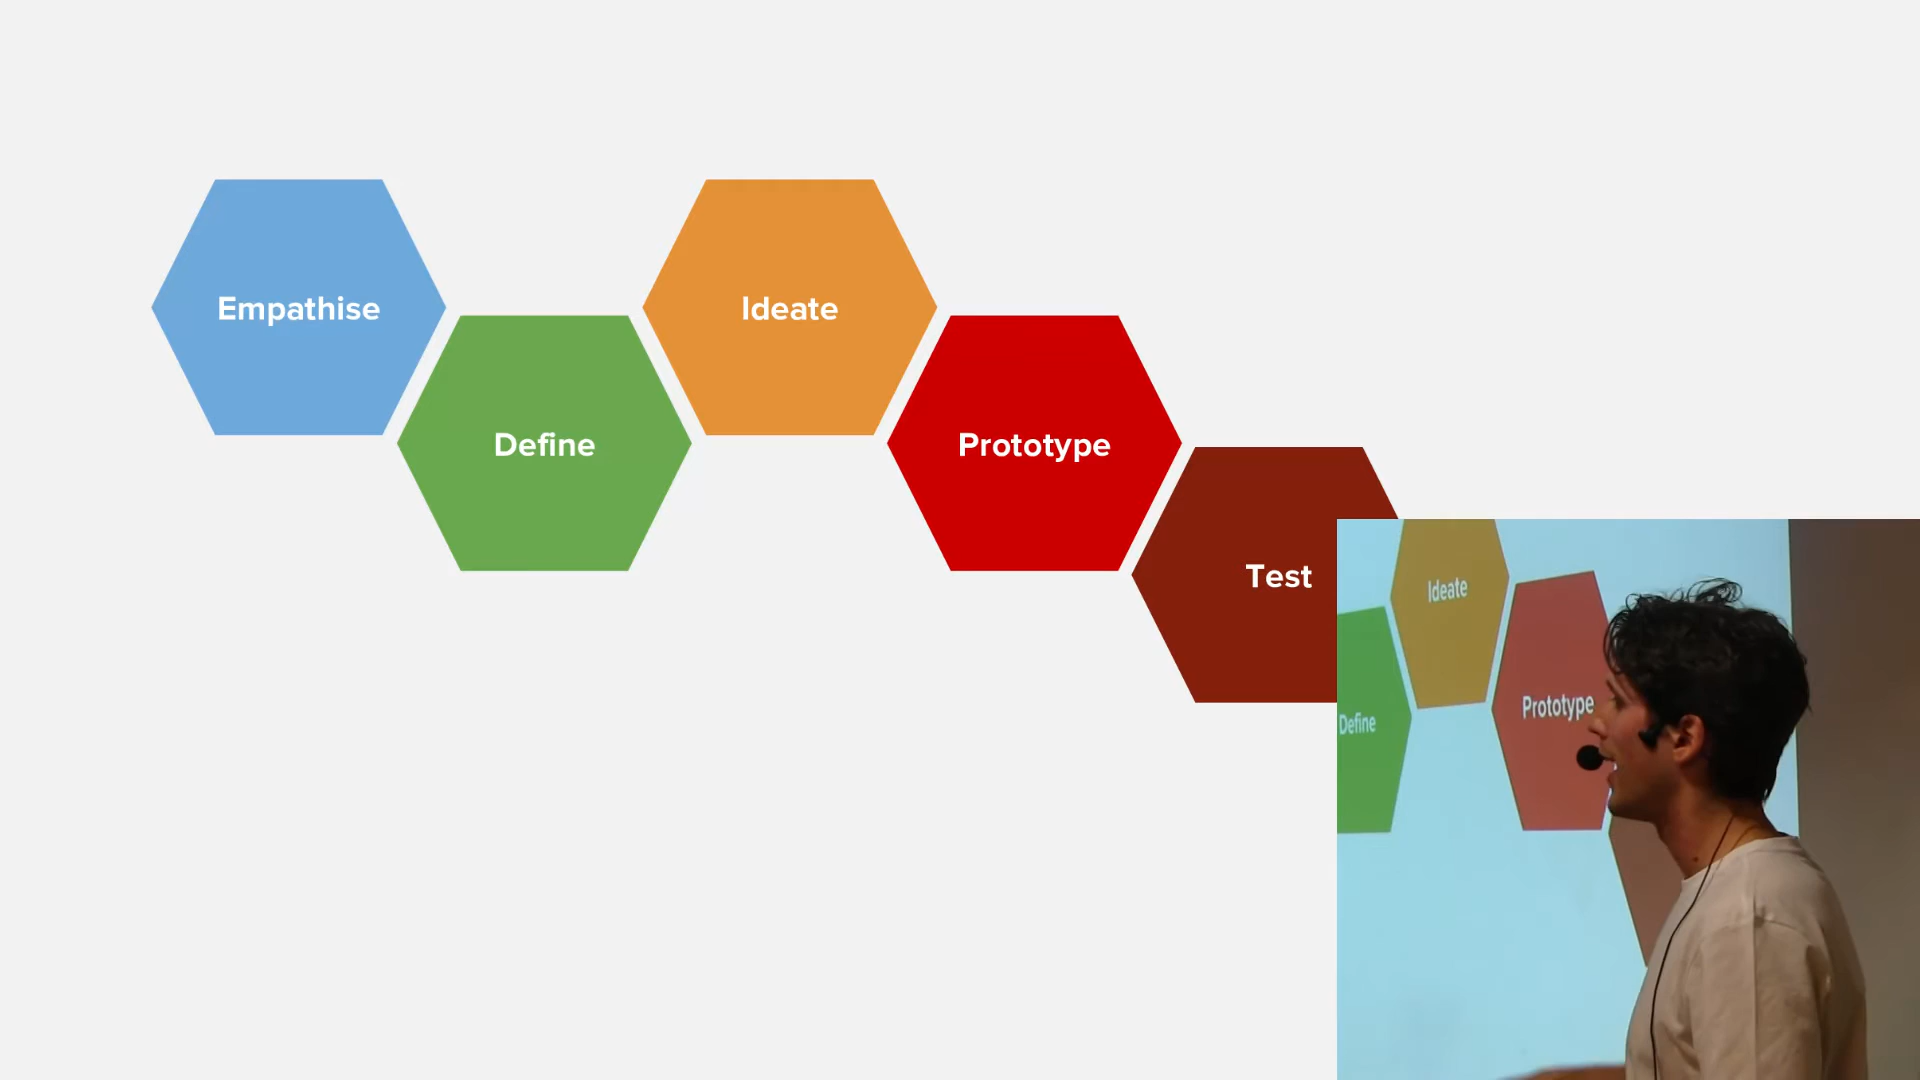 Empathise
Define
Ideate
Prototype
Test
Ideate
Prototype
Define